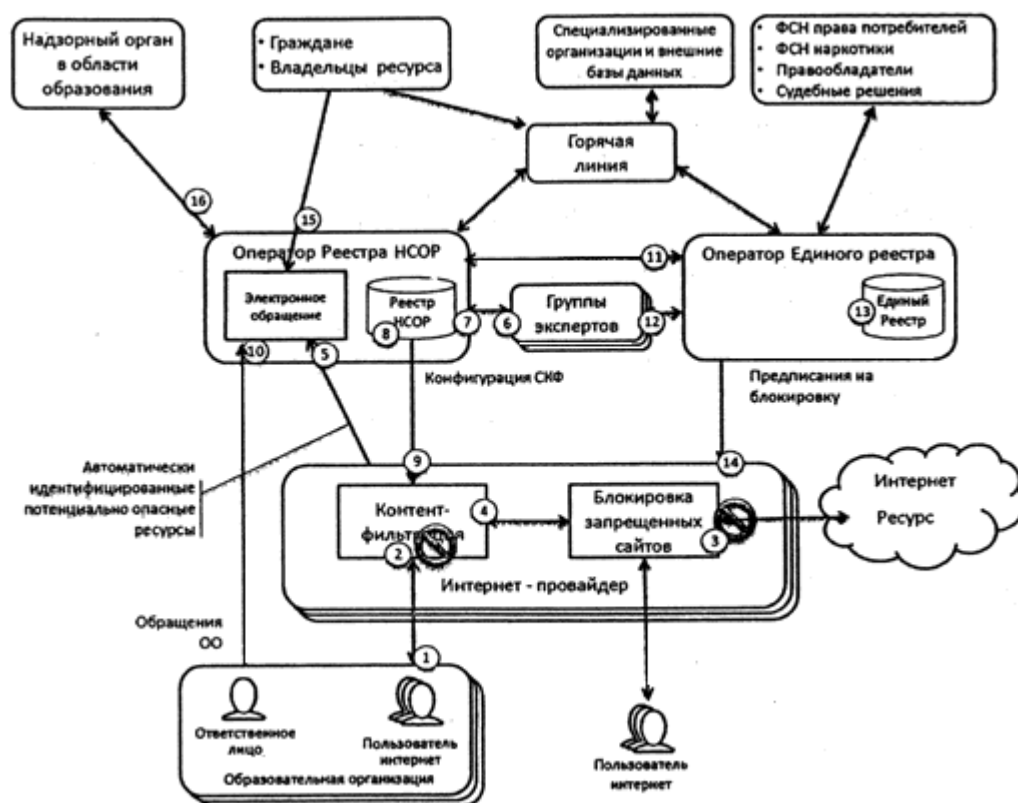 Надзорный орган
в области
образования
• Граждане
• Владельцы ресурса
Специализированные
организации и внешние
базы данных
• ФСН права потребителей
• ФСН наркотики
• Правообладатели
• Судебные решения
Горячая
линия
16
15
Оператор Реестра НСОР
11
Оператор Единого реестра
Электронное
обращение
Реестр
НСОР
8
7
6
Группы
экспертов
12
13
Единый
Реестр
10
5
Конфигурация СКФ
Предписания на
блокировку
Автоматически
идентифицированные
потенциально опасные
ресурсы
9
14
Контент-
фильтрация
2
4
Блокировка
запрещенных
сайтов
3
Интернет
Ресурс
Интернет - провайдер
Обращения
ОО
1
Ответственное
лицо
Пользователь
интернет
Образовательная организация
Пользователь
интернет